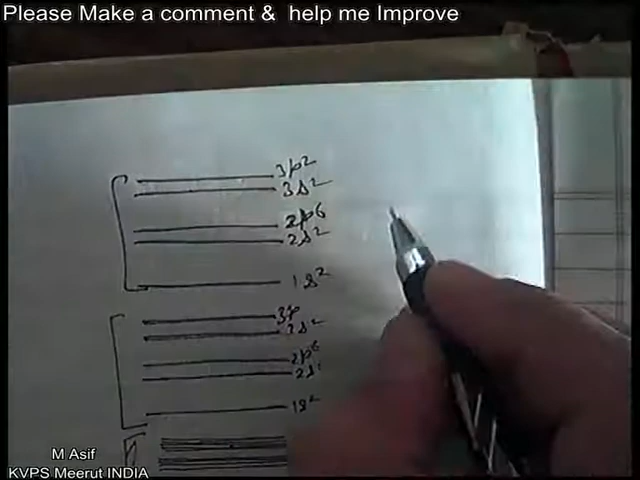 Please Make a comment & help me Improve
3p²
3s²
2p⁶
2s²
1s²
3p
3s²
2p⁶
2s²
1s²
M Asif
KVPS Meerut INDIA